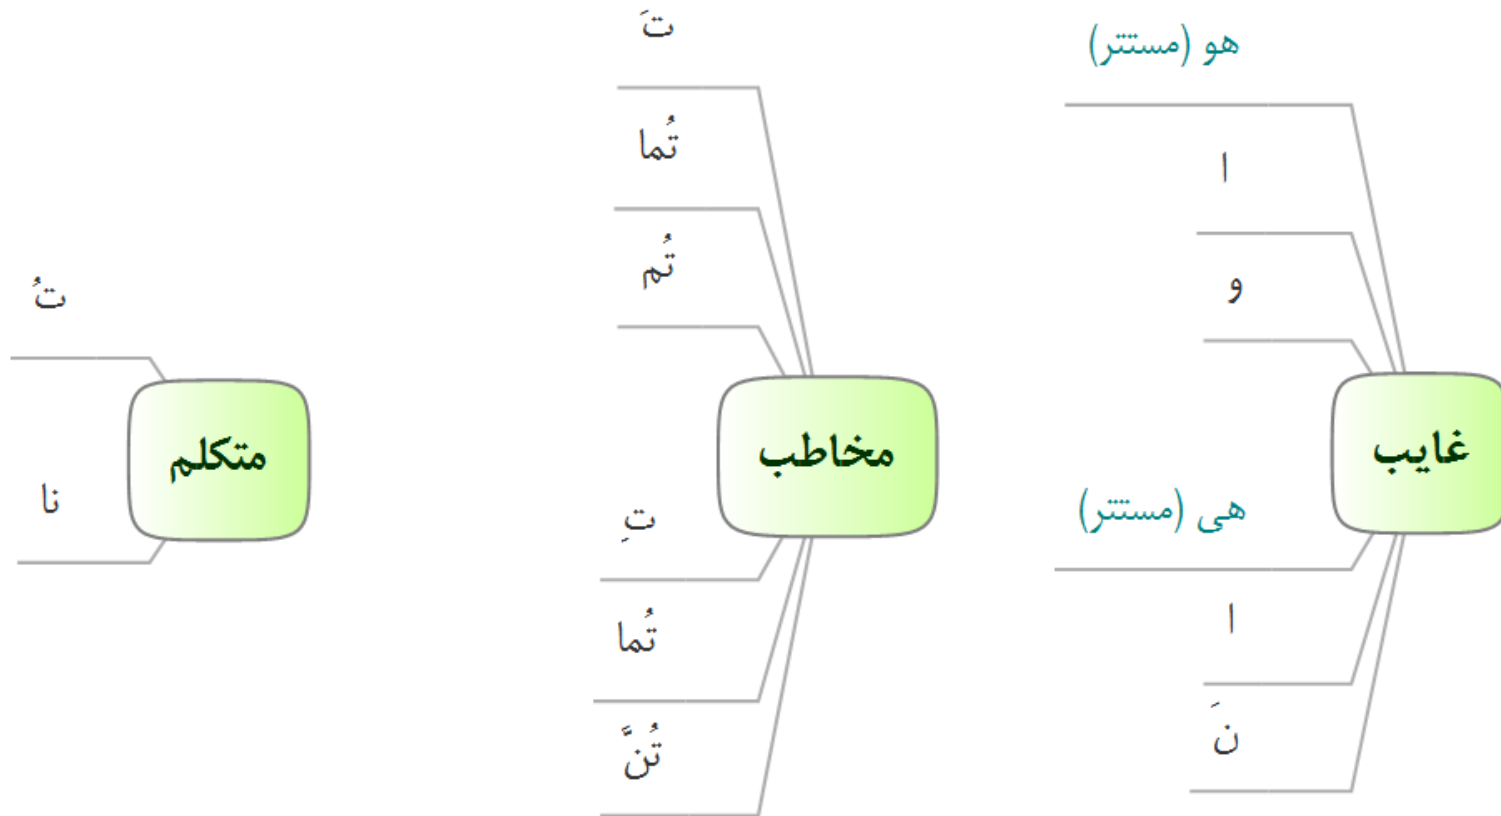 غایب
هو (مستتر)
ا
و
هی (مستتر)
ا
نَ
مخاطب
تَ
تُما
تُم
تِ
تُما
تُنَّ
متکلم
تُ
نا